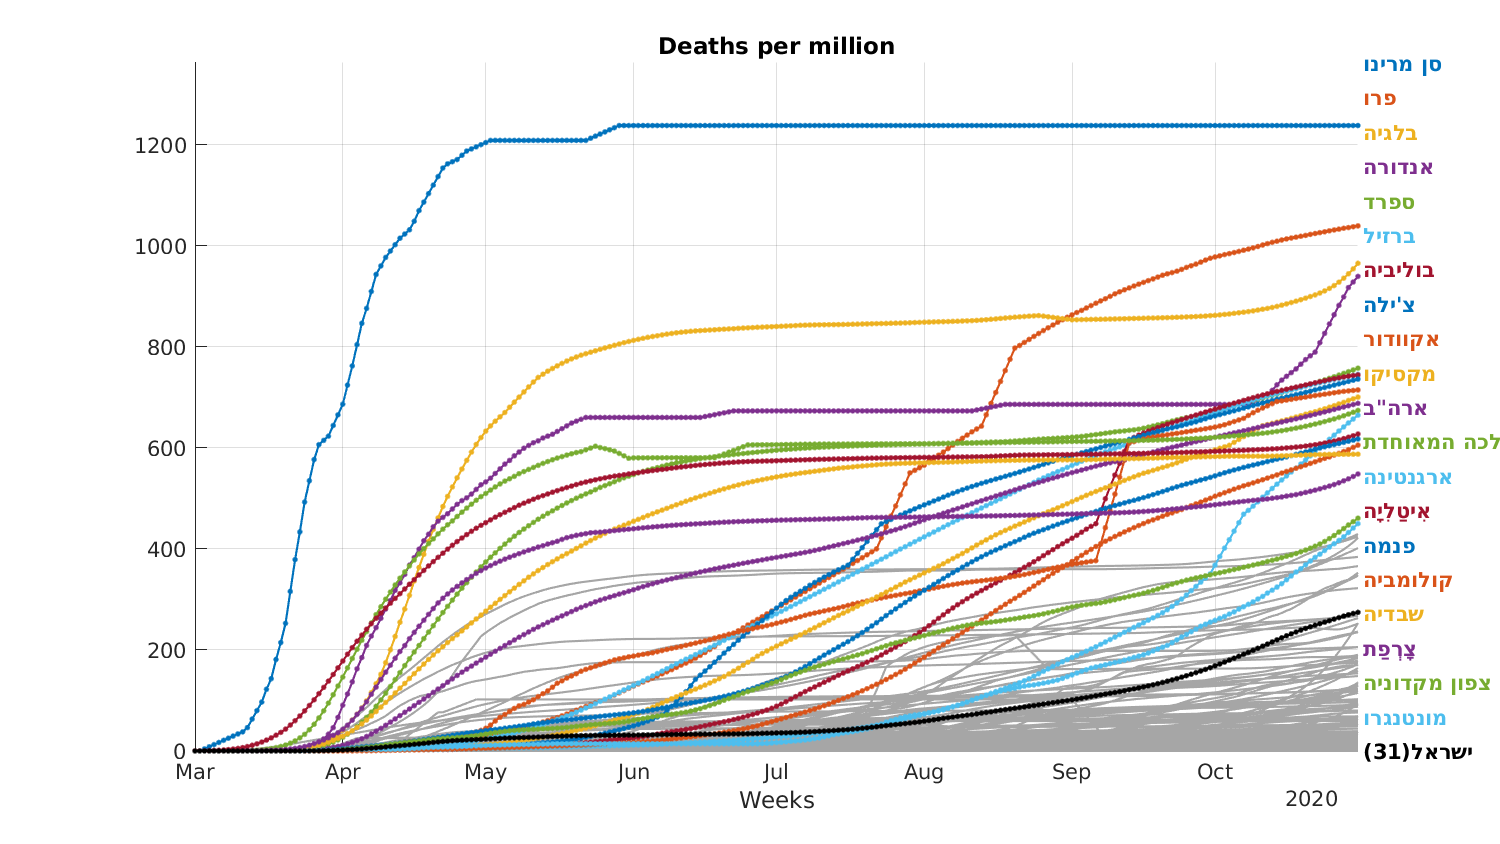 Deaths per million
סן מרינו
פרו
בלגיה
אנדורה
ספרד
ברזיל
בוליביה
צ'ילה
אקוודור
מקסיקו
ארה"ב
לכה המאוחדת
ארגנטינה
אִיטַלִיָה
פנמה
קולומביה
שבדיה
צָרְפַת
צפון מקדוניה
מונטנגרו
ישראל(31)
1200
1000
800
600
400
200
0
Mar Apr May Jun Jul Aug Sep Oct
Weeks
2020